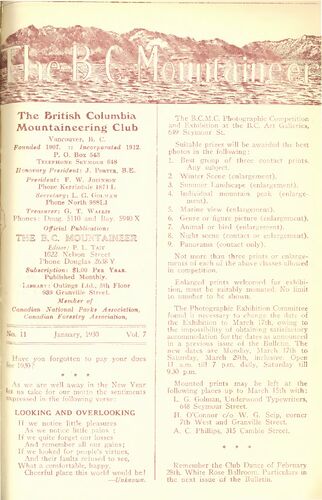 The B.C. Mountaineer
The British Columbia
Mountaineering Club
Vancouver, B. C.
Founded 1907. :: Incorporated 1912.
P. O. Box 643
Telephone Seymour 648
Honorary President: J. Porter, B.E.
President: F. W. Johnson
Phone Kerrisdale 1871 L
Secretary: L. C. Golman
Phone North 988L1
Treasurer: G. T. Walley
Phones: Doug. 5110 and Bay. 5990 X
Official Publication:
THE B. C. MOUNTAINEER
Editor: P. L. Tait
1022 Nelson Street
Phone Douglas
Subscription: $1.00 Per Year.
Published Monthly.
Library: Outings Ltd., 5th Floor
939 Granville Street.
Member of
Canadian National Parks Association,
Canadian Forestry Association.
No. 11 January, 1930 Vol. 7
Have you forgotten to pay your dues
for 1930?
* * *
As we are well away in the New Year
let us take for our motto the sentiments
expressed in the following verse:
LOOKING AND OVERLOOKING
If we notice little pleasures
As we notice little pains;
If we quite forget our losses
And remember all our gains;
If we looked for people's virtues,
And their faults refused to see,
What a comfortable, happy,
Cheerful place this world would be!
—Unknown.
The B.C.M.C. Photographic Competition
and Exhibition at the B.C. Art Galleries,
649 Seymour St.
Suitable prizes will be awarded the best
photos in the following:
1. Best group of three contact prints.
Any subject.
2. Winter Scene (enlargement).
3. Summer Landscape (enlargement).
4. Individual mountain peak (enlarge-
ment).
5. Marine view (enlargement).
6. Genre or figure picture (enlargement).
7. Animal or bird (enlargement).
8. Night scene (contact or enlargement).
9. Panorama (contact only).
Not more than three prints or enlarge-
ments of each of the above classes allowed
in competition.
Enlarged prints welcomed for exhibi-
tion, must be suitably mounted. No limit
to number to be shown.
The Photographic Exhibition Committee
found it necessary to change the date of
the Exhibition to March 17th, owing to
the impossibility of obtaining satisfactory
accommodation for the dates as announced
in a previous issue of the Bulletin. The
new dates are Monday, March 17th to
Saturday, March 29th, inclusive. Open
11 a.m. till 7 p.m. daily, Saturday till
9:30 p.m.
Mounted prints may be left at the
following places up to March 15th with:
L. G. Golman, Underwood Typewriters,
648 Seymour Street.
H. O'Connor c/o W. G. Scip, corner
7th West and Granville Street.
A. C. Phillips, 35 Cambie Street.
* * *
Remember the Club Dance of February
28th, White Rose Ballroom. Particulars in
the next issue of the Bulletin.